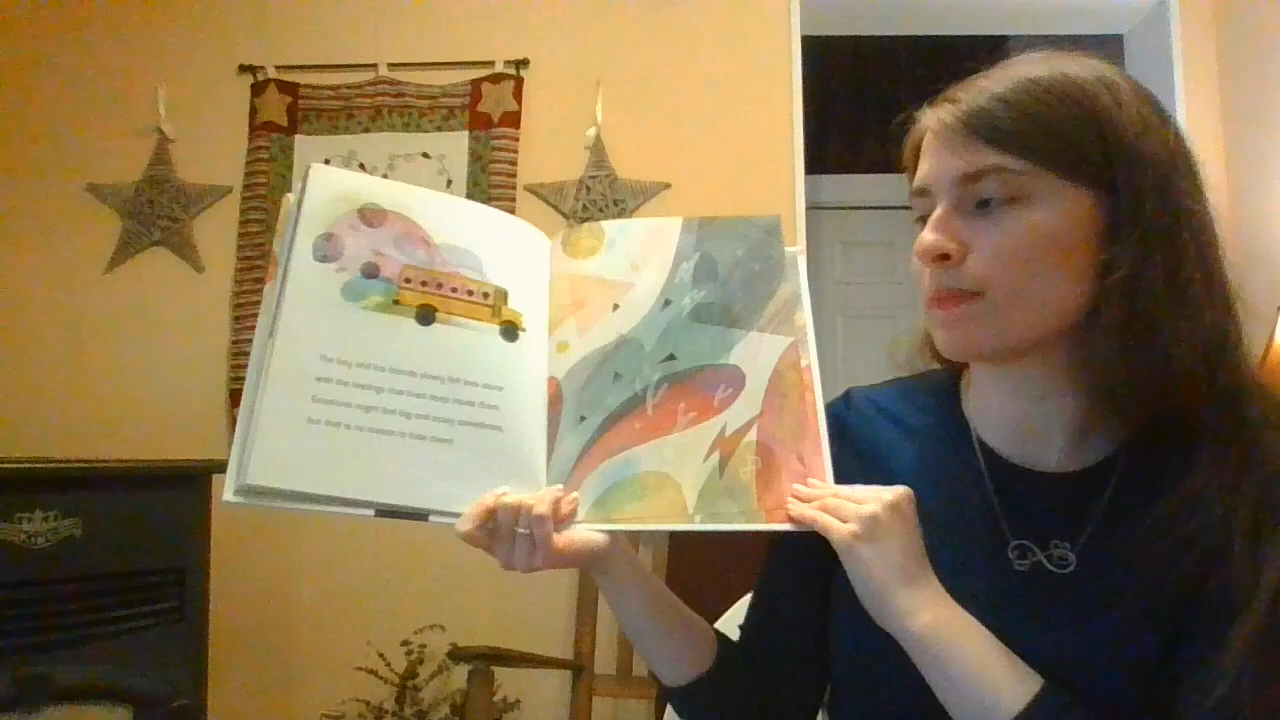 The boy and his friends slowly felt less alone
with the feelings that lived deep inside them.
Emotions might feel big and scary sometimes,
but that is no reason to hide them!
KING